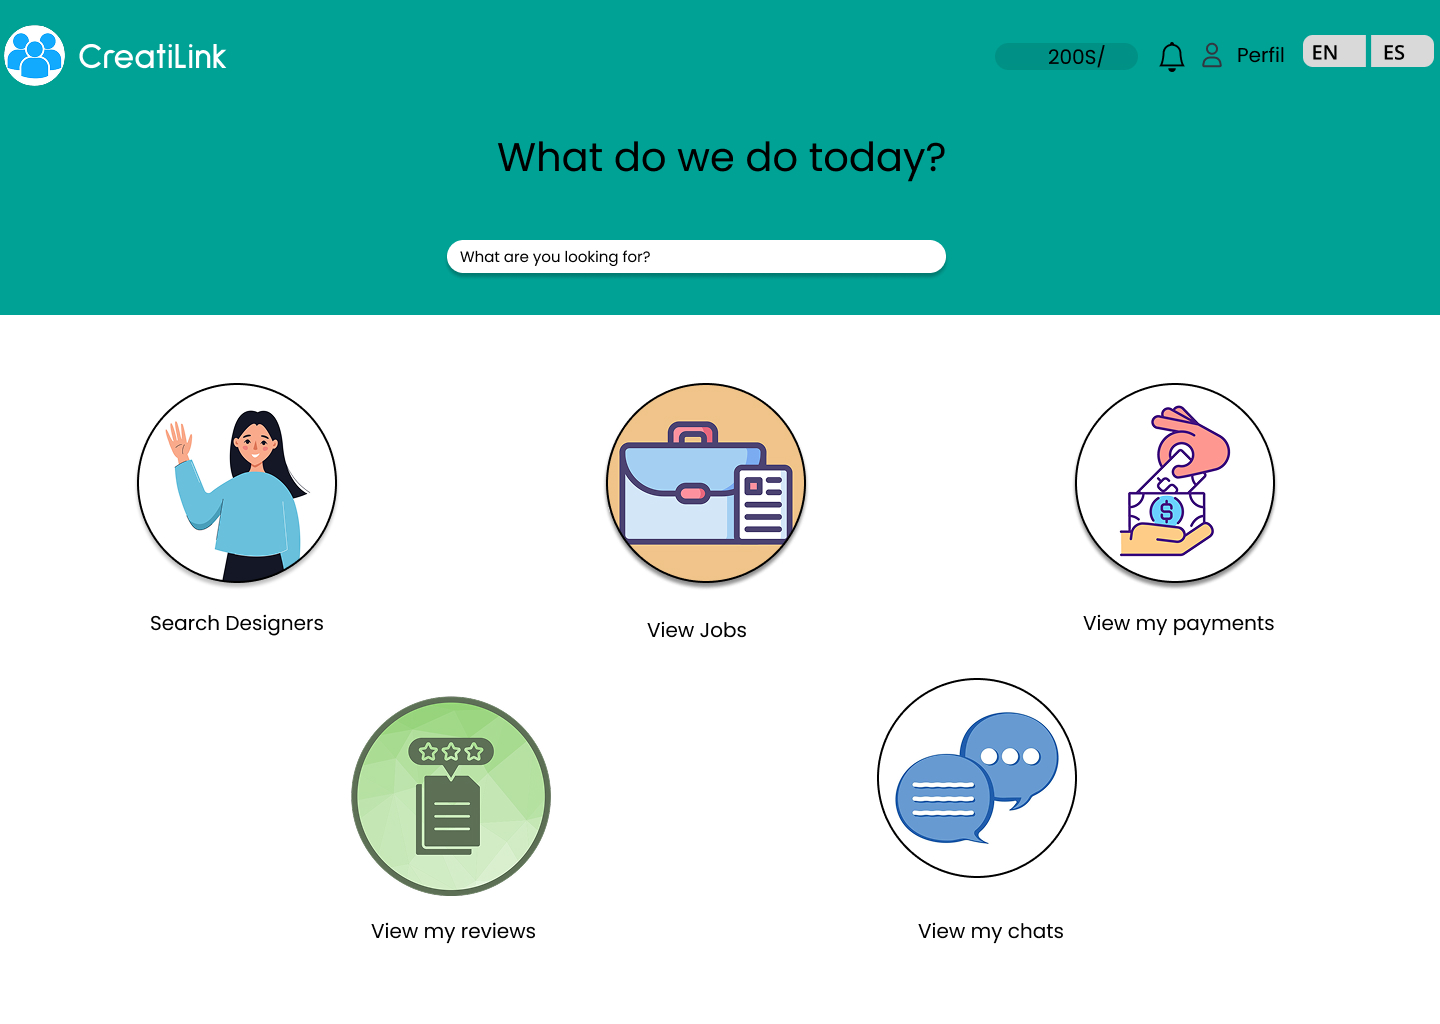 CreatiLink
200S/
Perfil
EN
ES
What do we do today?
What are you looking for?
Search Designers
View Jobs
View my payments
View my reviews
View my chats